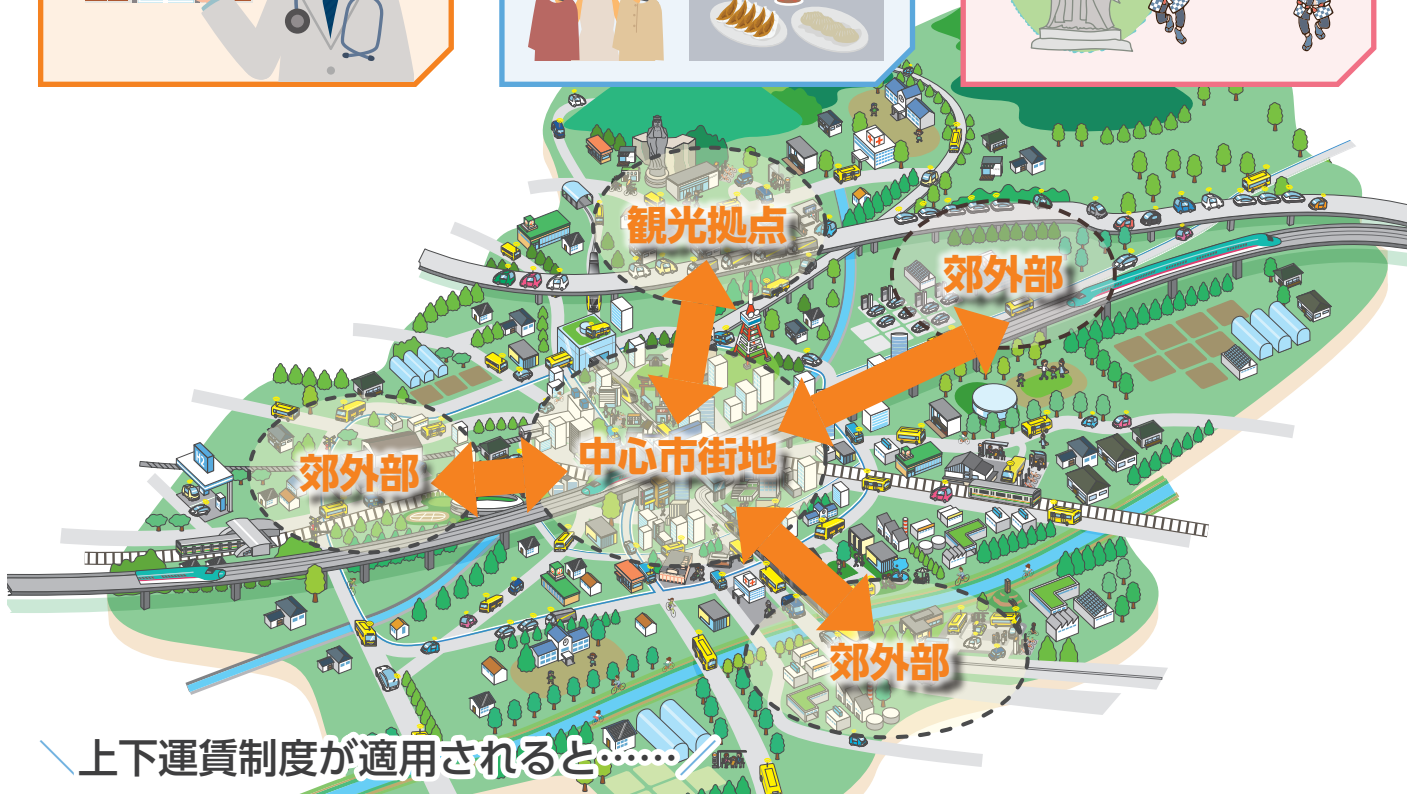 観光拠点
郊外部
中心市街地
郊外部
郊外部
上下運賃制度が適用されると……